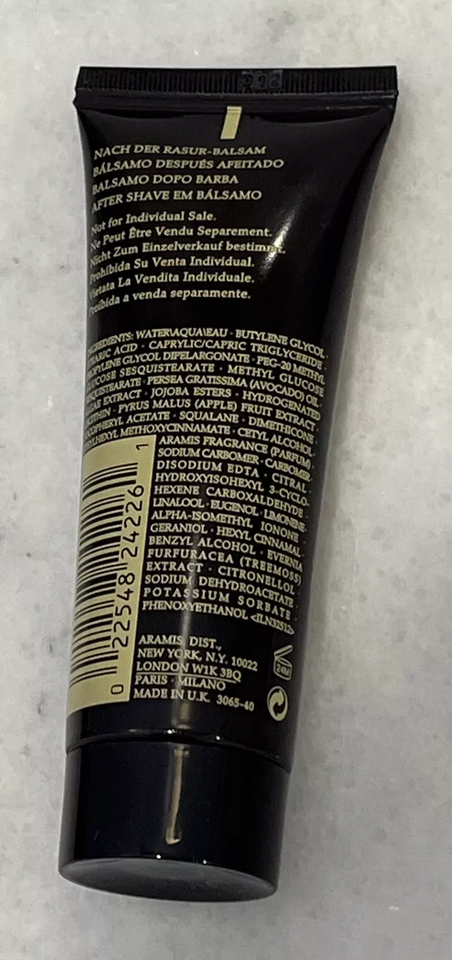 NACH DER RASUR-BALSAM
BÁLSAMO DESPUÉS AFEITADO
BALSAMO DOPO BARBA
AFTER SHAVE EM BÁLSAMO
Not for Individual Sale.
Ne Peut Être Vendu Separement.
Nicht Zum Einzelverkauf bestimmt.
Prohibida Su Venta Individual.
Vietata La Vendita Individuale.
Proibida a venda separamente.
INGREDIENTS: WATER\AQUA\EAU · BUTYLENE GLYCOL ·
STEARIC ACID · CAPRYLIC/CAPRIC TRIGLYCERIDE ·
PROPYLENE GLYCOL DIPELARGONATE · PEG-20 METHYL
GLUCOSE SESQUISTEARATE · METHYL GLUCOSE
SESQUISTEARATE · PERSEA GRATISSIMA (AVOCADO) OIL ·
ALGAE EXTRACT · JOJOBA ESTERS · HYDROGENATED
LECITHIN · PYRUS MALUS (APPLE) FRUIT EXTRACT ·
TOCOPHERYL ACETATE · SQUALANE · DIMETHICONE ·
ETHYLHEXYL METHOXYCINNAMATE · CETYL ALCOHOL ·
ARAMIS FRAGRANCE (PARFUM) ·
SODIUM CARBOMER · CARBOMER ·
DISODIUM EDTA · CITRAL ·
HYDROXYISOHEXYL 3-CYCLO-
HEXENE CARBOXALDEHYDE ·
LINALOOL · EUGENOL · LIMONENE ·
ALPHA-ISOMETHYL IONONE ·
GERANIOL · HEXYL CINNAMAL ·
BENZYL ALCOHOL · EVERNIA
FURFURACEA (TREEMOSS)
EXTRACT · CITRONELLOL ·
SODIUM DEHYDROACETATE ·
POTASSIUM SORBATE ·
PHENOXYETHANOL <ILN32512>
0 22548 24226 1
ARAMIS DIST.,
NEW YORK, N.Y. 10022
LONDON W1K 3BQ
PARIS · MILANO
MADE IN U.K. 3065-40
24M